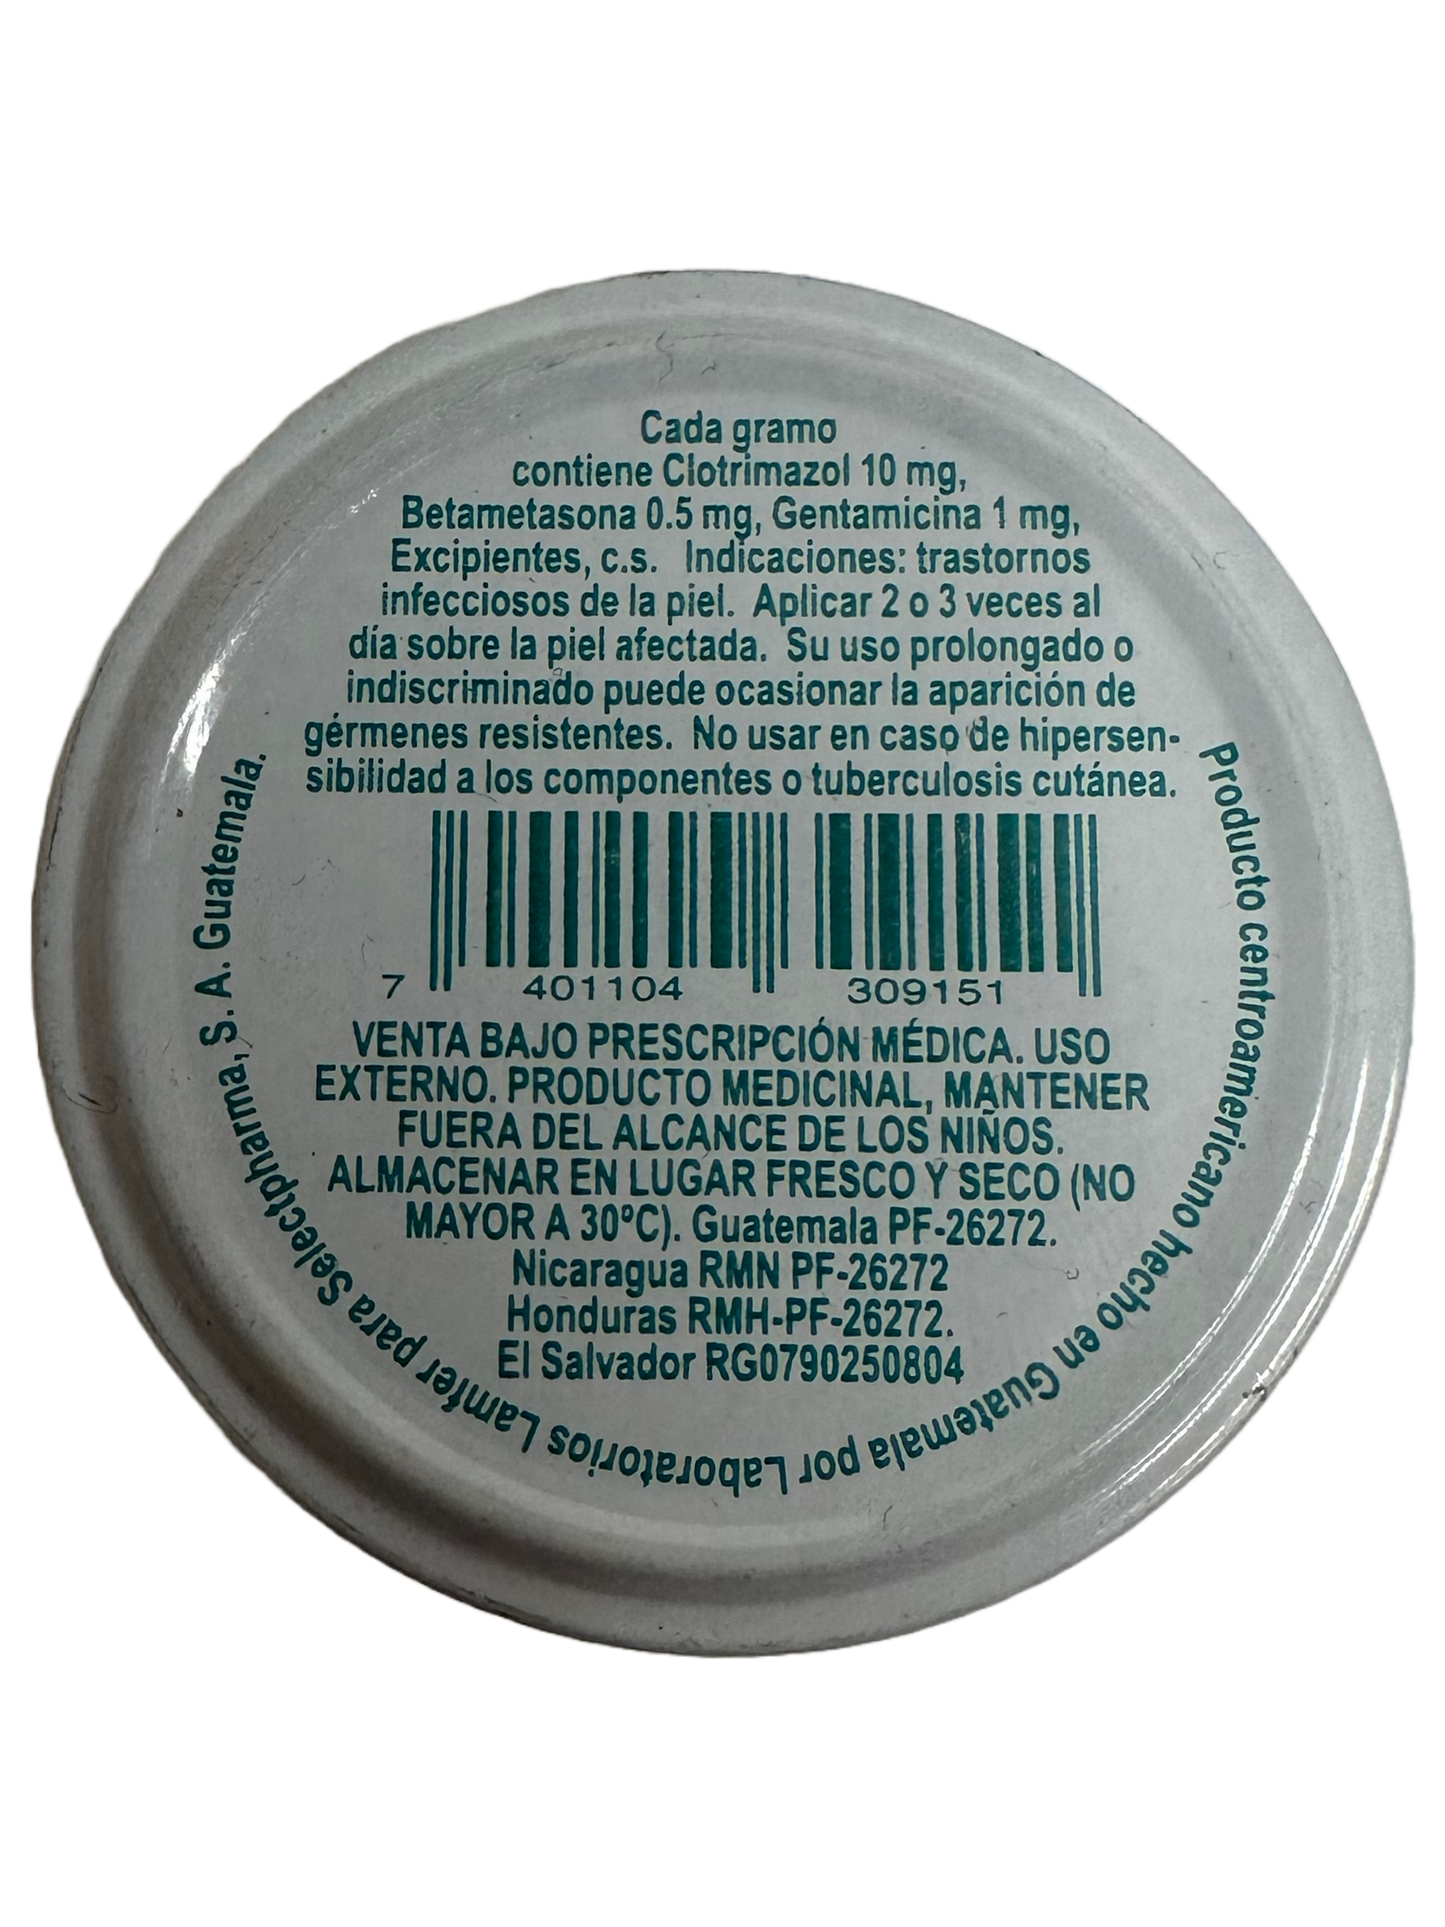 Cada gramo
contiene Clotrimazol 10 mg,
Betametasona 0.5 mg, Gentamicina 1 mg,
Excipientes, c.s. Indicaciones: trastornos
infecciosos de la piel. Aplicar 2 o 3 veces al
día sobre la piel afectada. Su uso prolongado o
indiscriminado puede ocasionar la aparición de
gérmenes resistentes. No usar en caso de hipersen-
sibilidad a los componentes o tuberculosis cutánea.
7 401104 309151
VENTA BAJO PRESCRIPCIÓN MÉDICA. USO
EXTERNO. PRODUCTO MEDICINAL, MANTENER
FUERA DEL ALCANCE DE LOS NIÑOS.
ALMACENAR EN LUGAR FRESCO Y SECO (NO
MAYOR A 30ºC). Guatemala PF-26272.
Nicaragua RMN PF-26272
Honduras RMH-PF-26272.
El Salvador RG0790250804
Producto centroamericano hecho en Guatemala por Laboratorios Lamfer para Selectpharma, S. A. Guatemala.